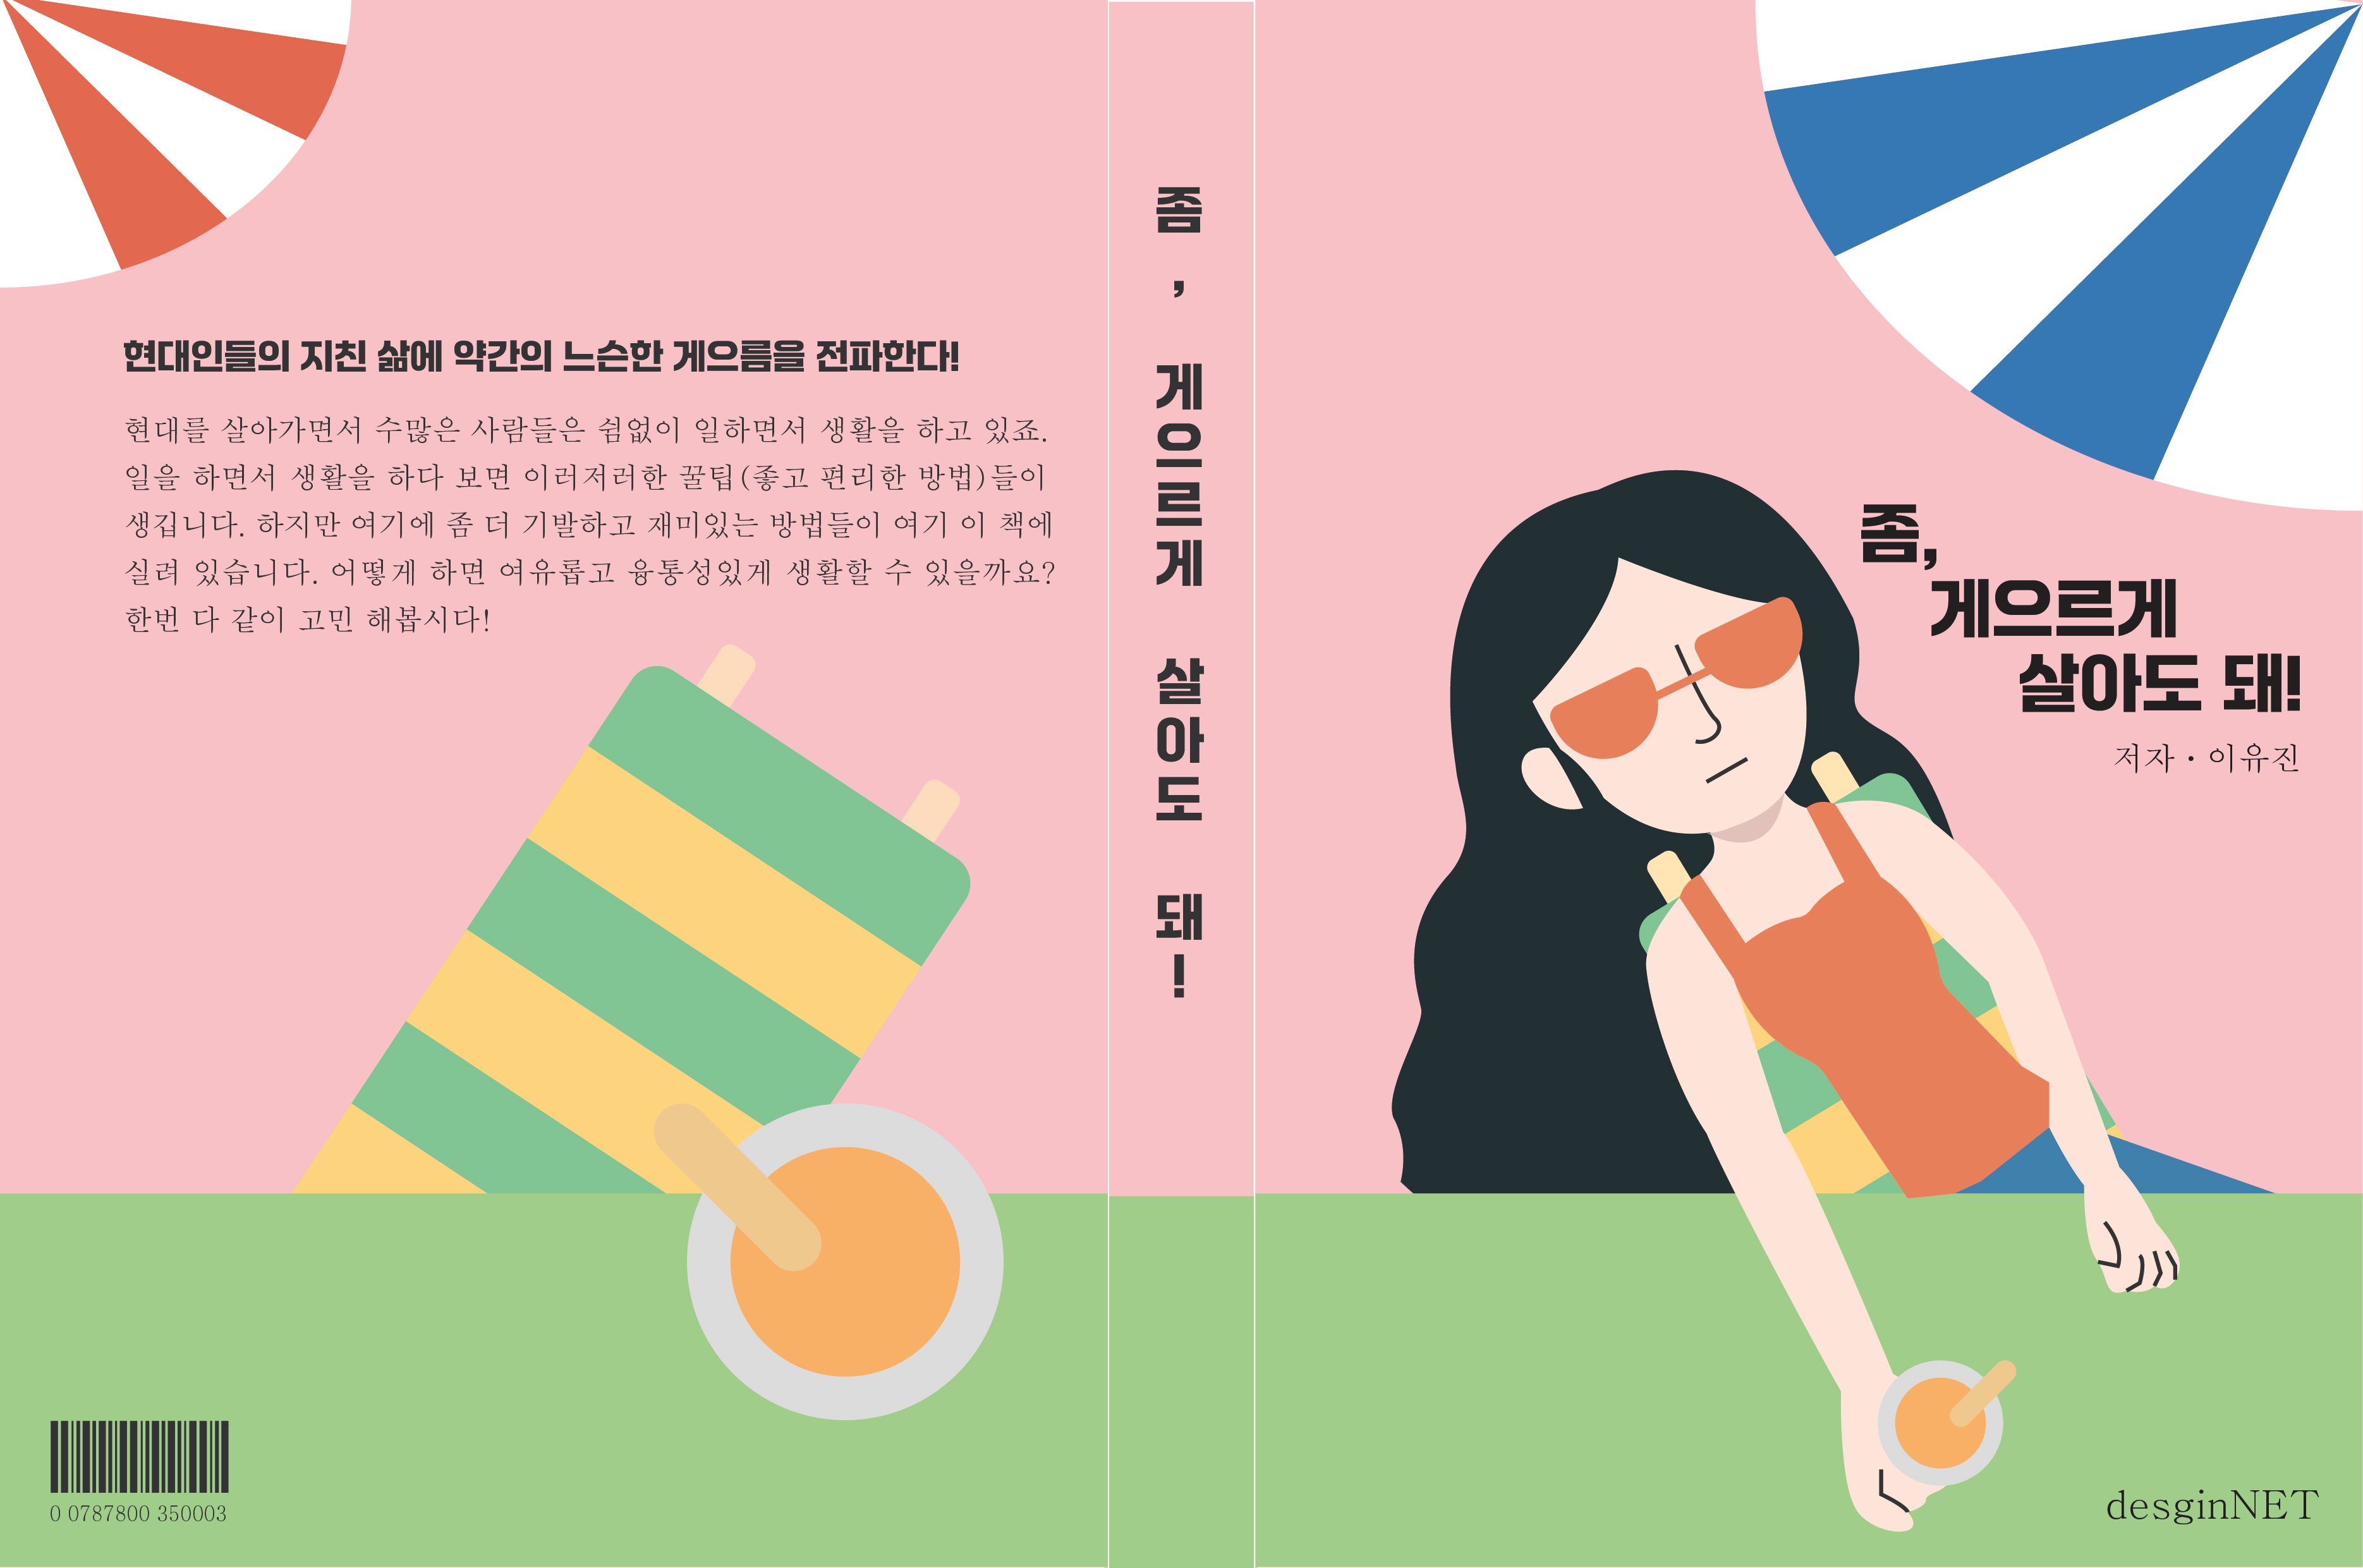 현대인들의 지친 삶에 약간의 느슨한 게으름을 전파한다!
현대를 살아가면서 수많은 사람들은 쉼없이 일하면서 생활을 하고 있죠.
일을 하면서 생활을 하다 보면 이러저러한 꿀팁(좋고 편리한 방법)들이
생깁니다. 하지만 여기에 좀 더 기발하고 재미있는 방법들이 여기 이 책에
실려 있습니다. 어떻게 하면 여유롭고 융통성있게 생활할 수 있을까요?
한번 다 같이 고민 해봅시다!
0 0787800 350003
좀, 게으르게 살아도 돼!
좀,
게으르게
살아도 돼!
저자 · 이유진
desginNET